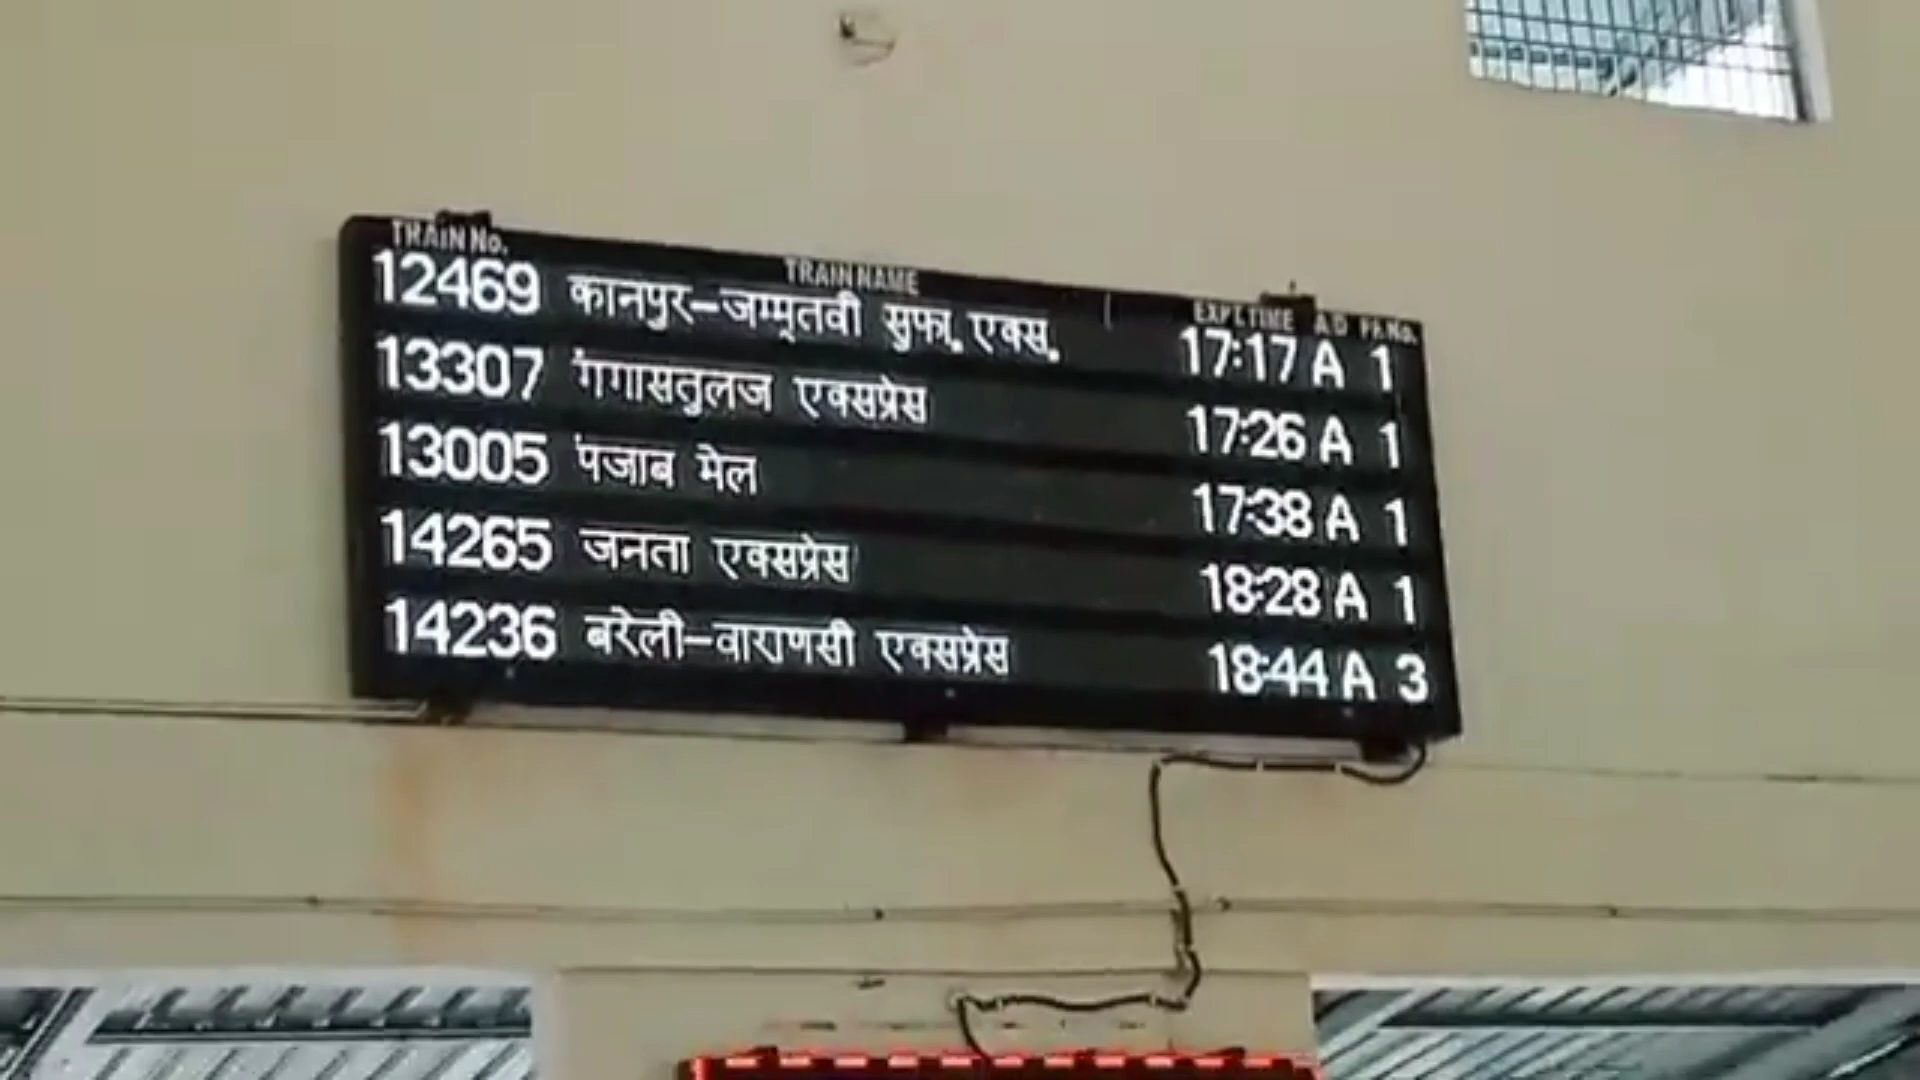 TRAIN No. TRAIN NAME EXP.TIME A/D PF.No.
12469 कानपुर-जम्मूतवी सुफा. एक्स. 17:17 A 1
13307 गंगासतुलज एक्सप्रेस 17:26 A 1
13005 पंजाब मेल 17:38 A 1
14265 जनता एक्सप्रेस 18:28 A 1
14236 बरेली-वाराणसी एक्सप्रेस 18:44 A 3